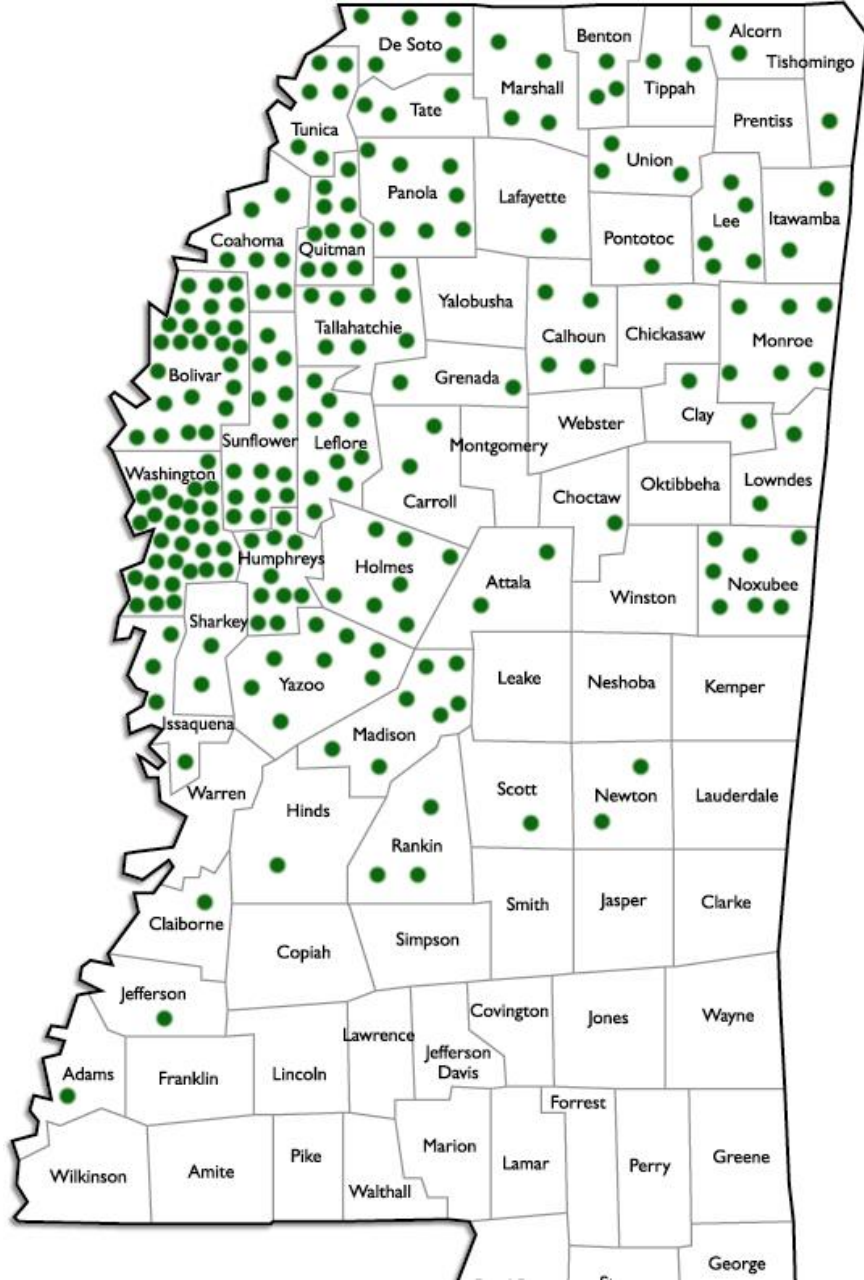 De Soto
Benton
Alcorn
Tishomingo
Marshall
Tippah
Tate
Tunica
Prentiss
Union
Panola
Lafayette
Lee
Itawamba
Coahoma
Quitman
Pontotoc
Yalobusha
Tallahatchie
Calhoun
Chickasaw
Monroe
Bolivar
Grenada
Webster
Clay
Sunflower
Leflore
Montgomery
Washington
Carroll
Choctaw
Oktibbeha
Lowndes
Humphreys
Holmes
Attala
Winston
Noxubee
Sharkey
Yazoo
Leake
Neshoba
Kemper
Issaquena
Madison
Warren
Hinds
Scott
Newton
Lauderdale
Rankin
Smith
Jasper
Clarke
Claiborne
Copiah
Simpson
Jefferson
Lawrence
Covington
Jones
Wayne
Jefferson
Davis
Adams
Franklin
Lincoln
Forrest
Marion
Lamar
Perry
Greene
Wilkinson
Amite
Pike
Walthall
George